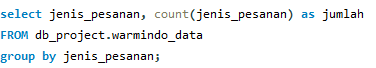 select jenis_pesanan, count(jenis_pesanan) as jumlah
FROM db_project.warmindo_data
group by jenis_pesanan;